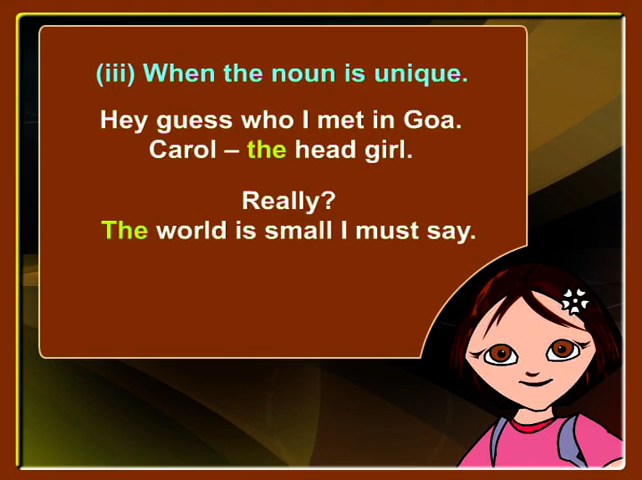 (iii) When the noun is unique.
Hey guess who I met in Goa.
Carol – the head girl.
Really?
The world is small I must say.